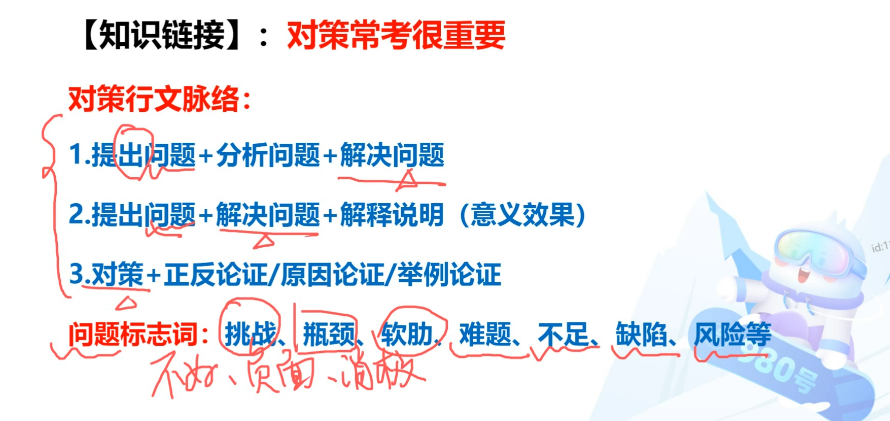 【知识链接】：对策常考很重要
对策行文脉络：
1.提出问题+分析问题+解决问题
2.提出问题+解决问题+解释说明（意义效果）
3.对策+正反论证/原因论证/举例论证
问题标志词：挑战、瓶颈、软肋、难题、不足、缺陷、风险等
不好、负面、消极
980号